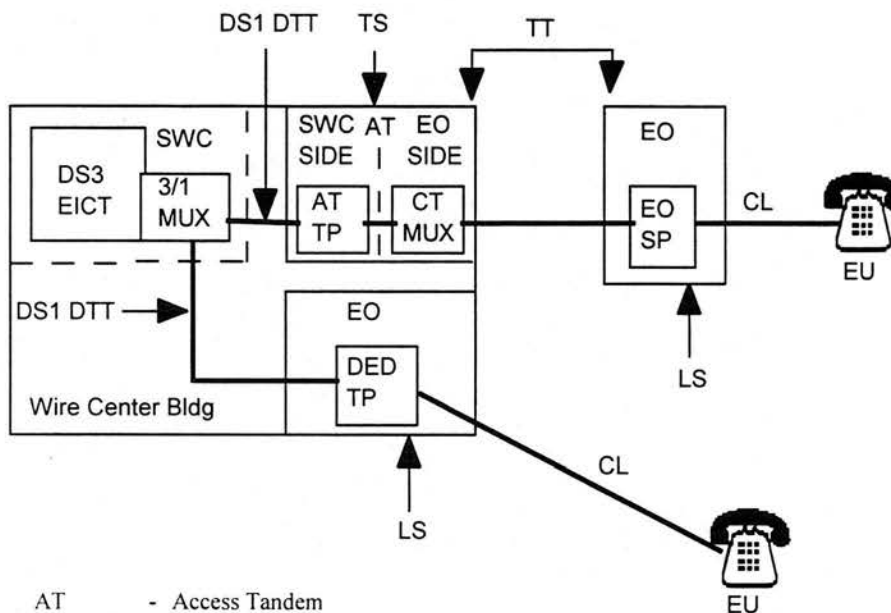 DS1 DTT TS TT
SWC
SWC AT EO
SIDE SIDE
EO
DS3
EICT
3/1
MUX
AT
TP
CT
MUX
EO
SP
CL
EU
DS1 DTT
EO
LS
DED
TP
Wire Center Bldg
CL
LS
EU
AT - Access Tandem